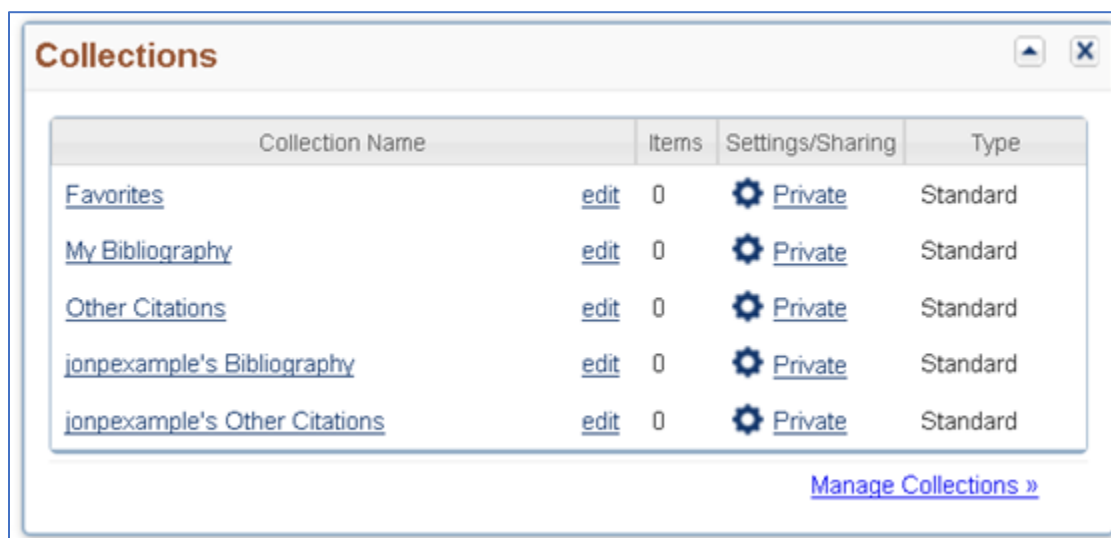 Collections
Collection Name Items Settings/Sharing Type
Favorites edit 0 Private Standard
My Bibliography edit 0 Private Standard
Other Citations edit 0 Private Standard
jonpexample's Bibliography edit 0 Private Standard
jonpexample's Other Citations edit 0 Private Standard
Manage Collections »